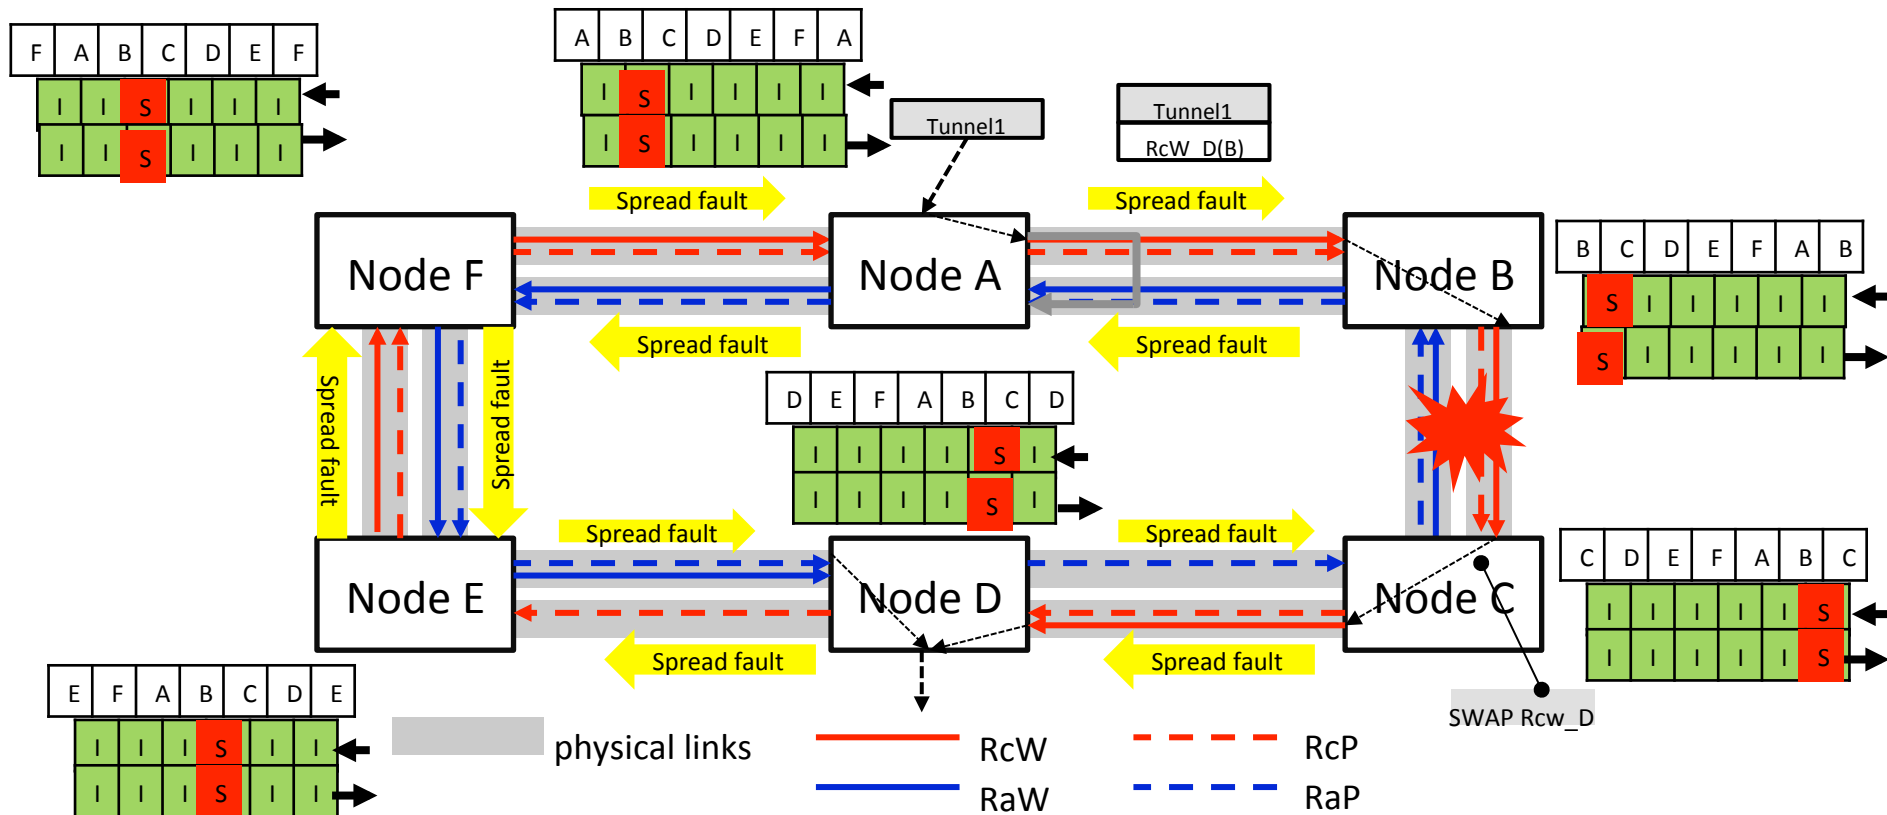 F A B C D E F
I I S I I I
I I S I I I
A B C D E F A
I S I I I I
I S I I I I
Tunnel1
Tunnel1
RcW D(B)
Spread fault
Spread fault
Node F
Node A
Node B
B C D E F A B
S I I I I I
S I I I I I
Spread fault
Spread fault
Spread fault
Spread fault
D E F A B C D
I I I I S I
I I I I S I
Spread fault
Spread fault
Node E
Node D
Node C
C D E F A B C
I I I I I S
I I I I I S
Spread fault
Spread fault
E F A B C D E
I I I S I I
I I I S I I
SWAP Rcw_D
physical links
RcW
RcP
RaW
RaP